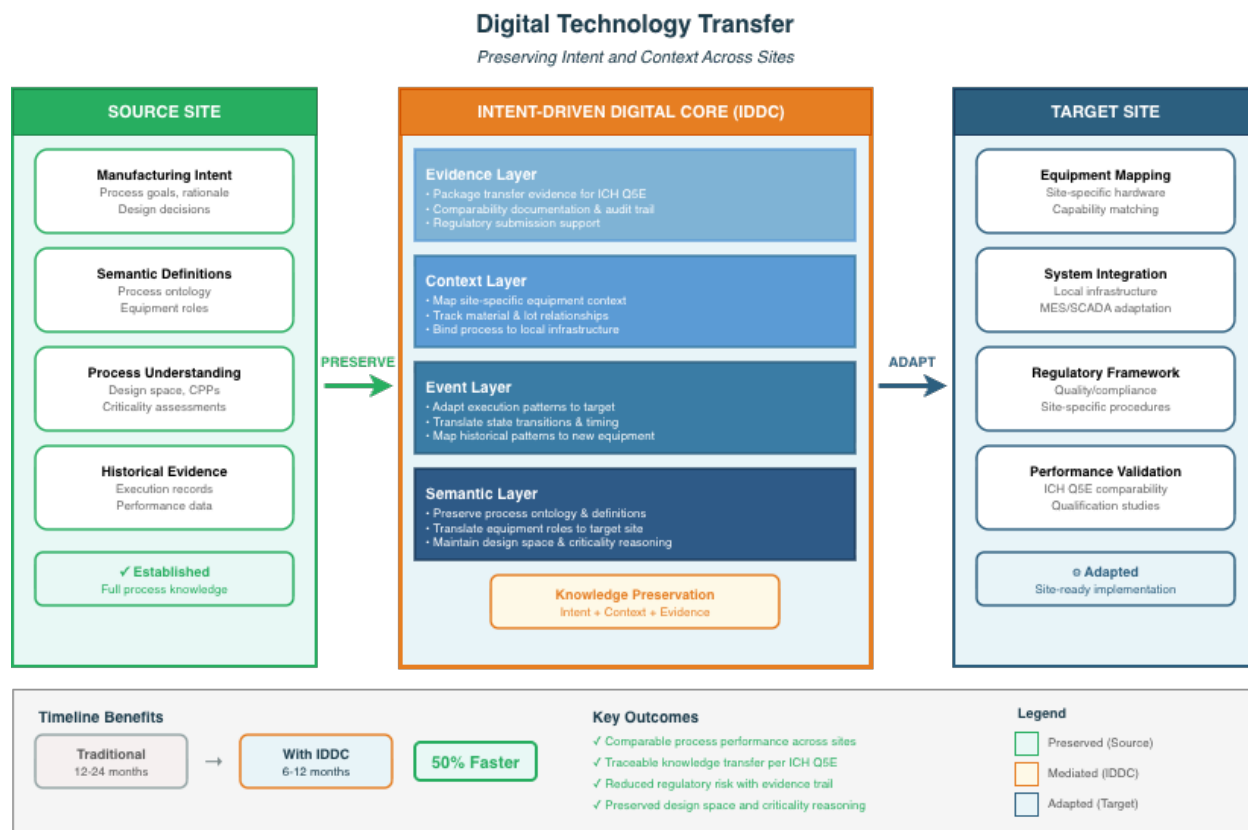 Digital Technology Transfer
Preserving Intent and Context Across Sites
SOURCE SITE
Manufacturing Intent
Process goals, rationale
Design decisions
Semantic Definitions
Process ontology
Equipment roles
Process Understanding
Design space, CPPs
Criticality assessments
Historical Evidence
Execution records
Performance data
✓ Established
Full process knowledge
PRESERVE
INTENT-DRIVEN DIGITAL CORE (IDDC)
Evidence Layer
• Package transfer evidence for ICH Q5E
• Comparability documentation & audit trail
• Regulatory submission support
Context Layer
• Map site-specific equipment context
• Track material & lot relationships
• Bind process to local infrastructure
Event Layer
• Adapt execution patterns to target
• Translate state transitions & timing
• Map historical patterns to new equipment
Semantic Layer
• Preserve process ontology & definitions
• Translate equipment roles to target site
• Maintain design space & criticality reasoning
Knowledge Preservation
Intent + Context + Evidence
ADAPT
TARGET SITE
Equipment Mapping
Site-specific hardware
Capability matching
System Integration
Local infrastructure
MES/SCADA adaptation
Regulatory Framework
Quality/compliance
Site-specific procedures
Performance Validation
ICH Q5E comparability
Qualification studies
⚙ Adapted
Site-ready implementation
Timeline Benefits
Traditional
12-24 months
→
With IDDC
6-12 months
50% Faster
Key Outcomes
✓ Comparable process performance across sites
✓ Traceable knowledge transfer per ICH Q5E
✓ Reduced regulatory risk with evidence trail
✓ Preserved design space and criticality reasoning
Legend
Preserved (Source)
Mediated (IDDC)
Adapted (Target)